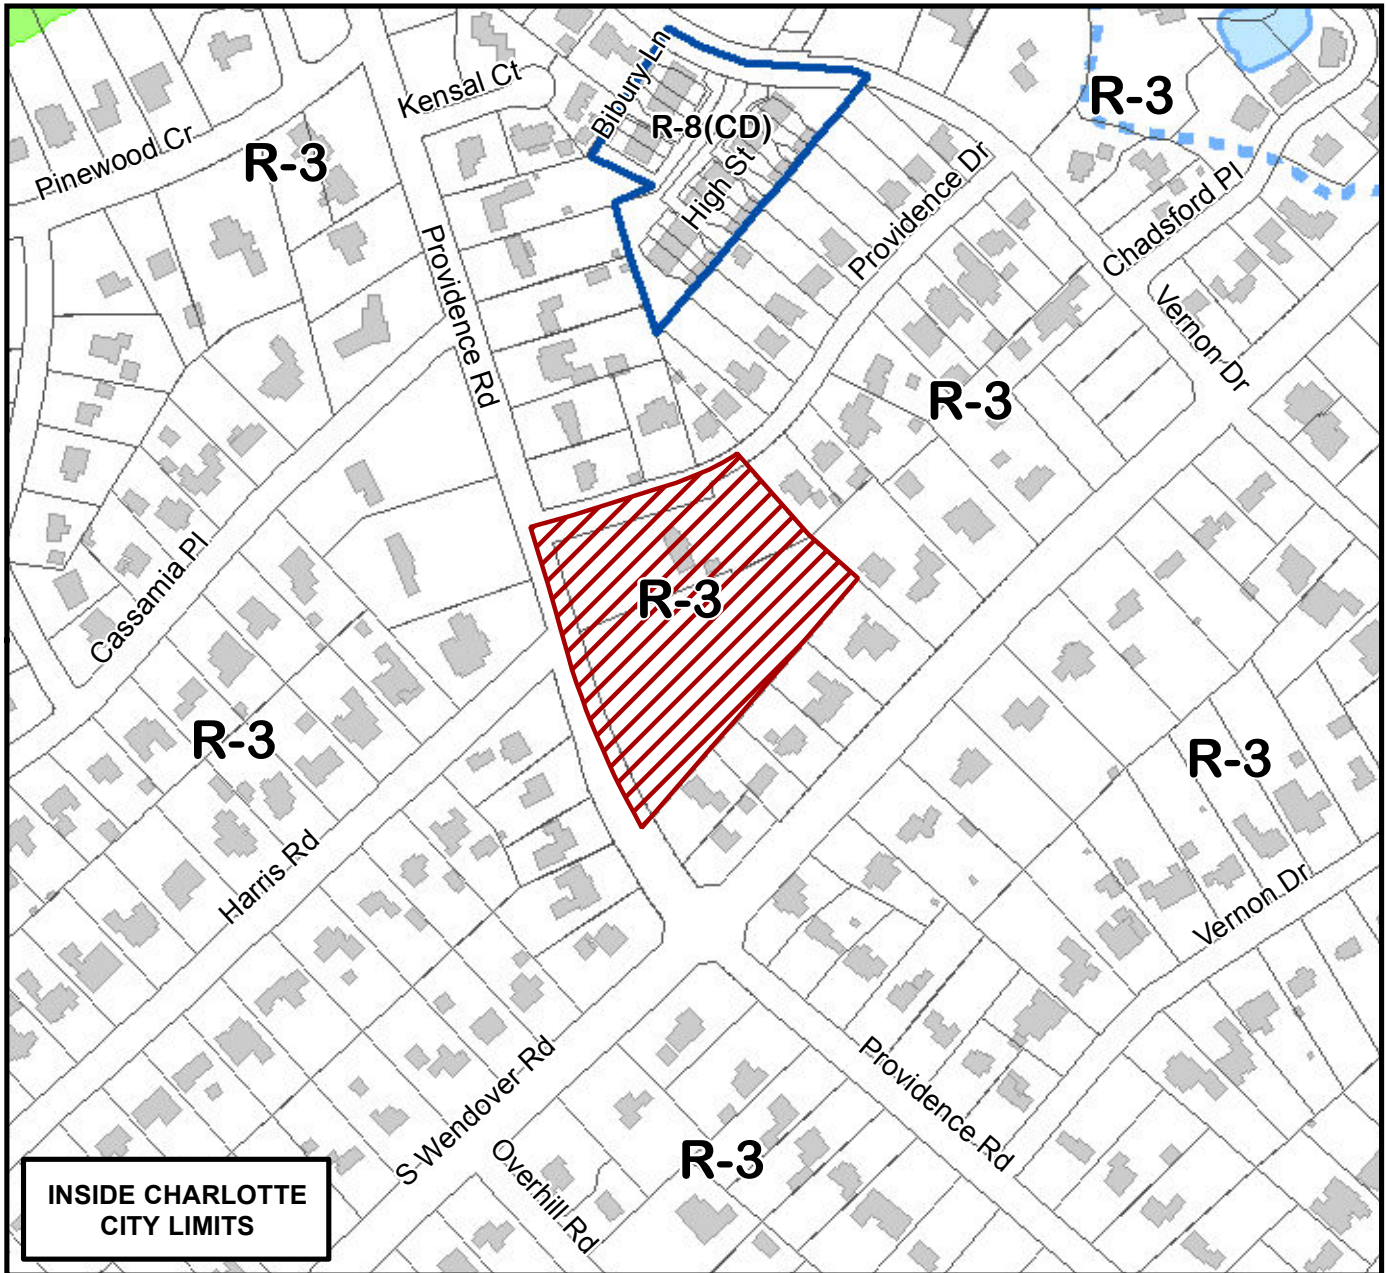 Bibury Ln
Kensal Ct
R-3
R-8(CD)
Pinewood Cr
R-3
High St
Providence Dr
Chadsford Pl
Providence Rd
Vernon Dr
R-3
Cassamia Pl
R-3
R-3
R-3
Harris Rd
Vernon Dr
S Wendover Rd
Providence Rd
Overhill Rd
R-3
INSIDE CHARLOTTE
CITY LIMITS